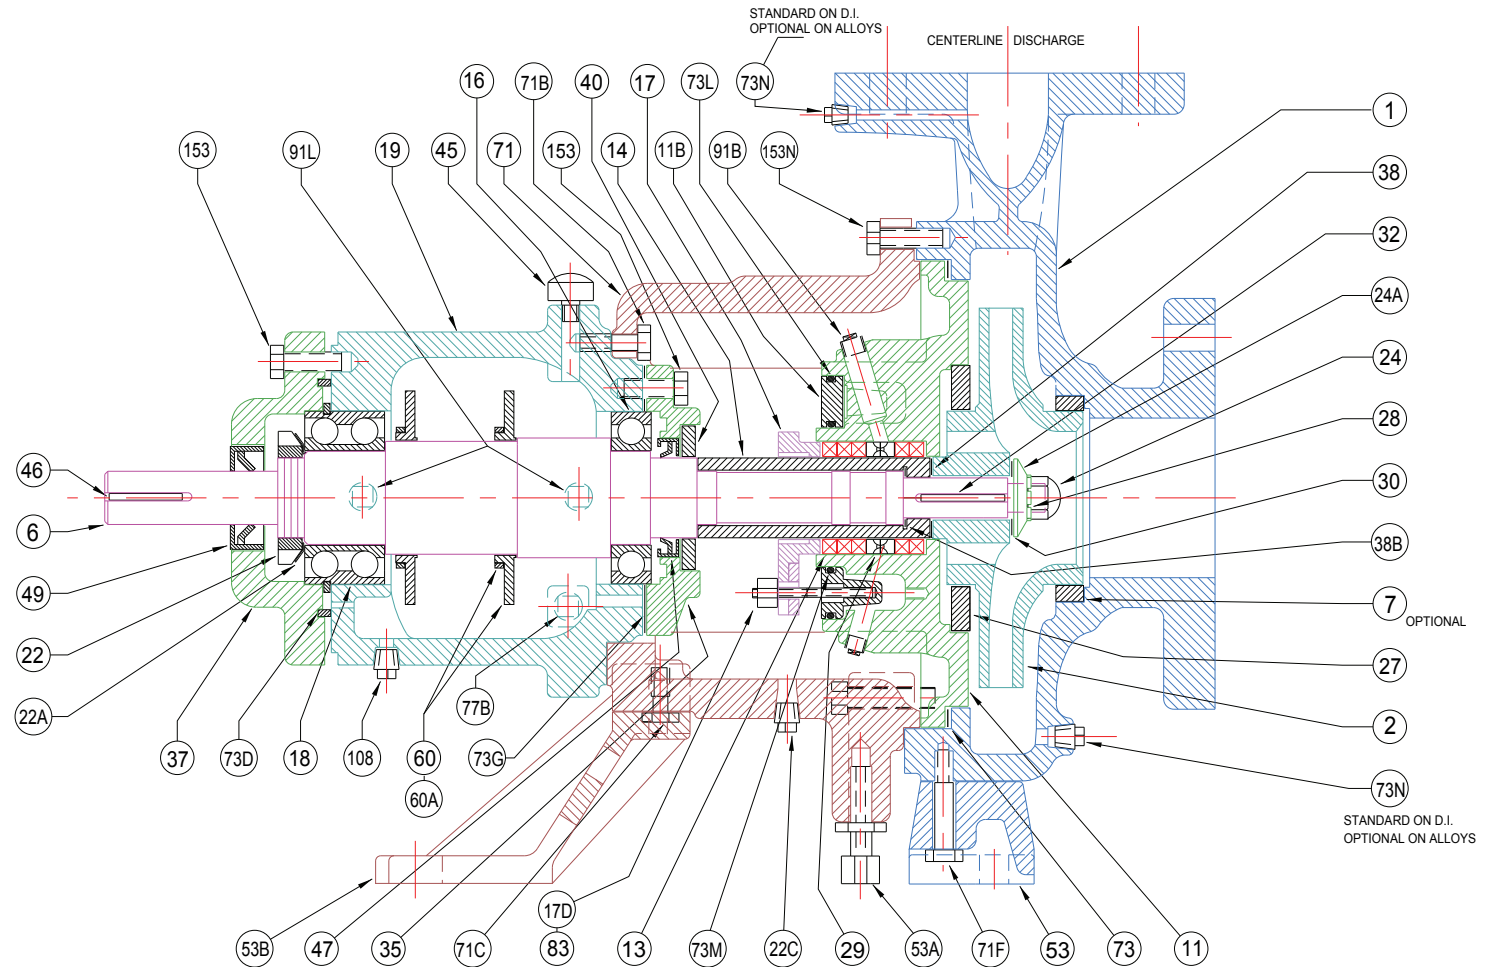 STANDARD ON D.I.
OPTIONAL ON ALLOYS
CENTERLINE DISCHARGE
16
71B
40
17
73L
73N
1
153
91L
19
45
71
153
14
11B
91B
153N
38
32
24A
24
28
46
30
6
38B
49
7
OPTIONAL
22
27
22A
77B
2
37
73D
18
108
60
73G
60A
73N
STANDARD ON D.I.
OPTIONAL ON ALLOYS
17D
53B
47
35
71C
83
13
73M
22C
29
53A
71F
53
73
11